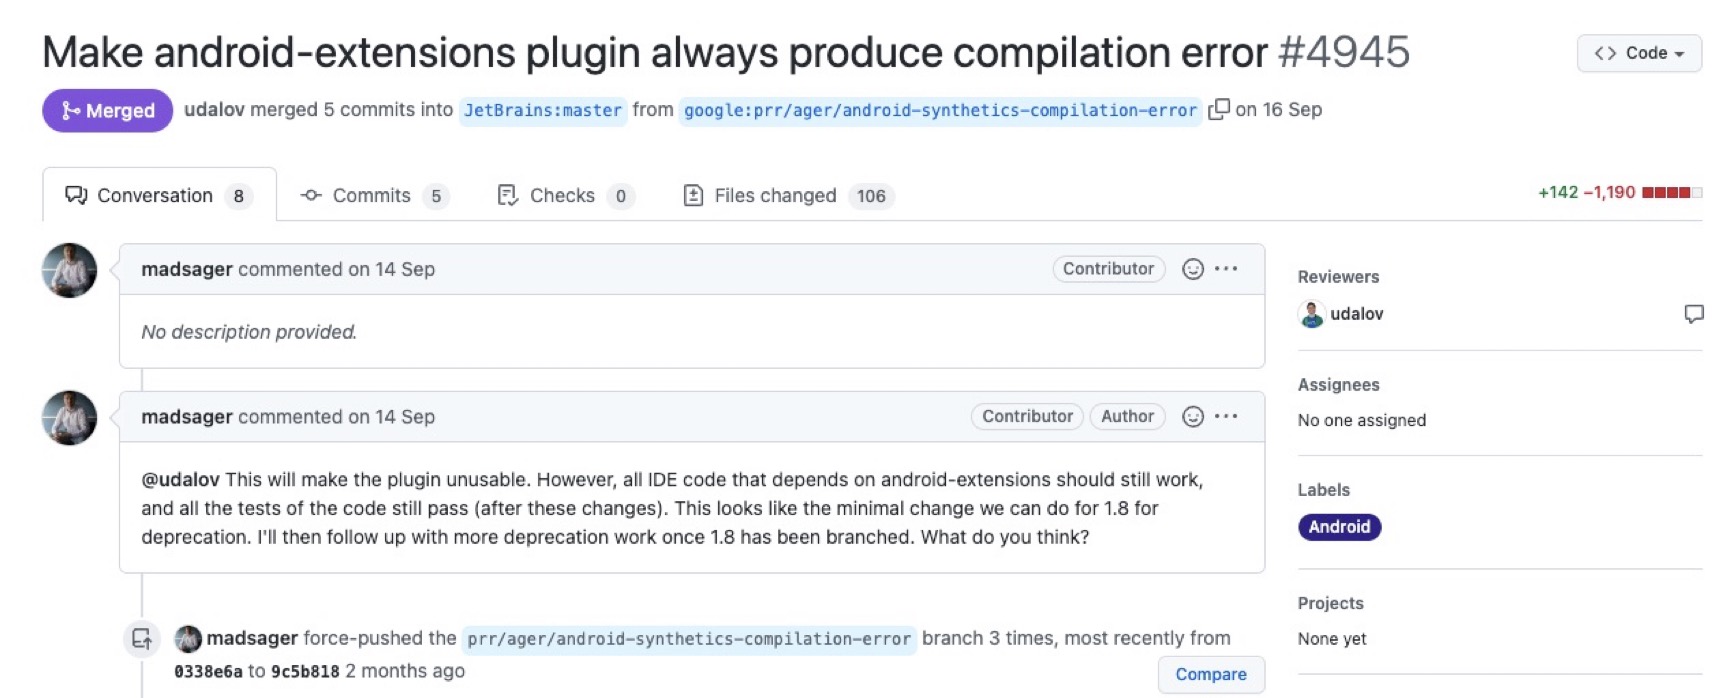 Make android-extensions plugin always produce compilation error #4945
Code
Merged
udalov merged 5 commits into JetBrains:master from google:prr/ager/android-synthetics-compilation-error on 16 Sep
Conversation 8
Commits 5
Checks 0
Files changed 106
+142 −1,190
madsager commented on 14 Sep
Contributor
No description provided.
madsager commented on 14 Sep
Contributor
Author
@udalov This will make the plugin unusable. However, all IDE code that depends on android-extensions should still work,
and all the tests of the code still pass (after these changes). This looks like the minimal change we can do for 1.8 for
deprecation. I'll then follow up with more deprecation work once 1.8 has been branched. What do you think?
madsager force-pushed the prr/ager/android-synthetics-compilation-error branch 3 times, most recently from
0338e6a to 9c5b818 2 months ago
Compare
Reviewers
udalov
Assignees
No one assigned
Labels
Android
Projects
None yet